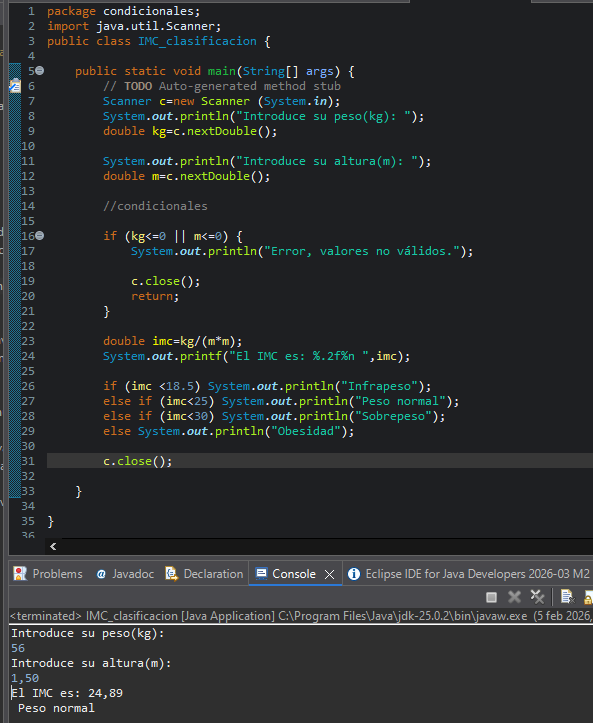 1 package condicionales;
2 import java.util.Scanner;
3 public class IMC_clasificacion {
4
5 public static void main(String[] args) {
6 // TODO Auto-generated method stub
7 Scanner c=new Scanner (System.in);
8 System.out.println("Introduce su peso(kg): ");
9 double kg=c.nextDouble();
10
11 System.out.println("Introduce su altura(m): ");
12 double m=c.nextDouble();
13
14 //condicionales
15
16 if (kg<=0 || m<=0) {
17 System.out.println("Error, valores no válidos.");
18
19 c.close();
20 return;
21 }
22
23 double imc=kg/(m*m);
24 System.out.printf("El IMC es: %.2f%n ",imc);
25
26 if (imc <18.5) System.out.println("Infrapeso");
27 else if (imc<25) System.out.println("Peso normal");
28 else if (imc<30) System.out.println("Sobrepeso");
29 else System.out.println("Obesidad");
30
31 c.close();
32
33 }
34
35 }
36
Problems Javadoc Declaration Console Eclipse IDE for Java Developers 2026-03 M2
<terminated> IMC_clasificacion [Java Application] C:\Program Files\Java\jdk-25.0.2\bin\javaw.exe (5 feb 2026,
Introduce su peso(kg):
56
Introduce su altura(m):
1,50
El IMC es: 24,89
Peso normal